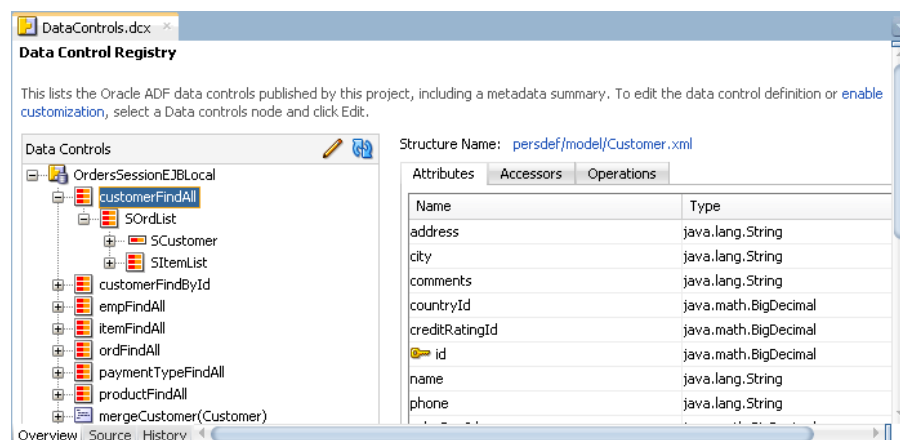 DataControls.dcx
Data Control Registry
This lists the Oracle ADF data controls published by this project, including a metadata summary. To edit the data control definition or enable
customization, select a Data controls node and click Edit.
Data Controls
OrdersSessionEJBLocal
customerFindAll
SOrdList
SCustomer
SItemList
customerFindById
empFindAll
itemFindAll
ordFindAll
paymentTypeFindAll
productFindAll
mergeCustomer(Customer)
Structure Name: persdef/model/Customer.xml
Attributes Accessors Operations
Name Type
address java.lang.String
city java.lang.String
comments java.lang.String
countryId java.math.BigDecimal
creditRatingId java.math.BigDecimal
id java.math.BigDecimal
name java.lang.String
phone java.lang.String
Overview Source History